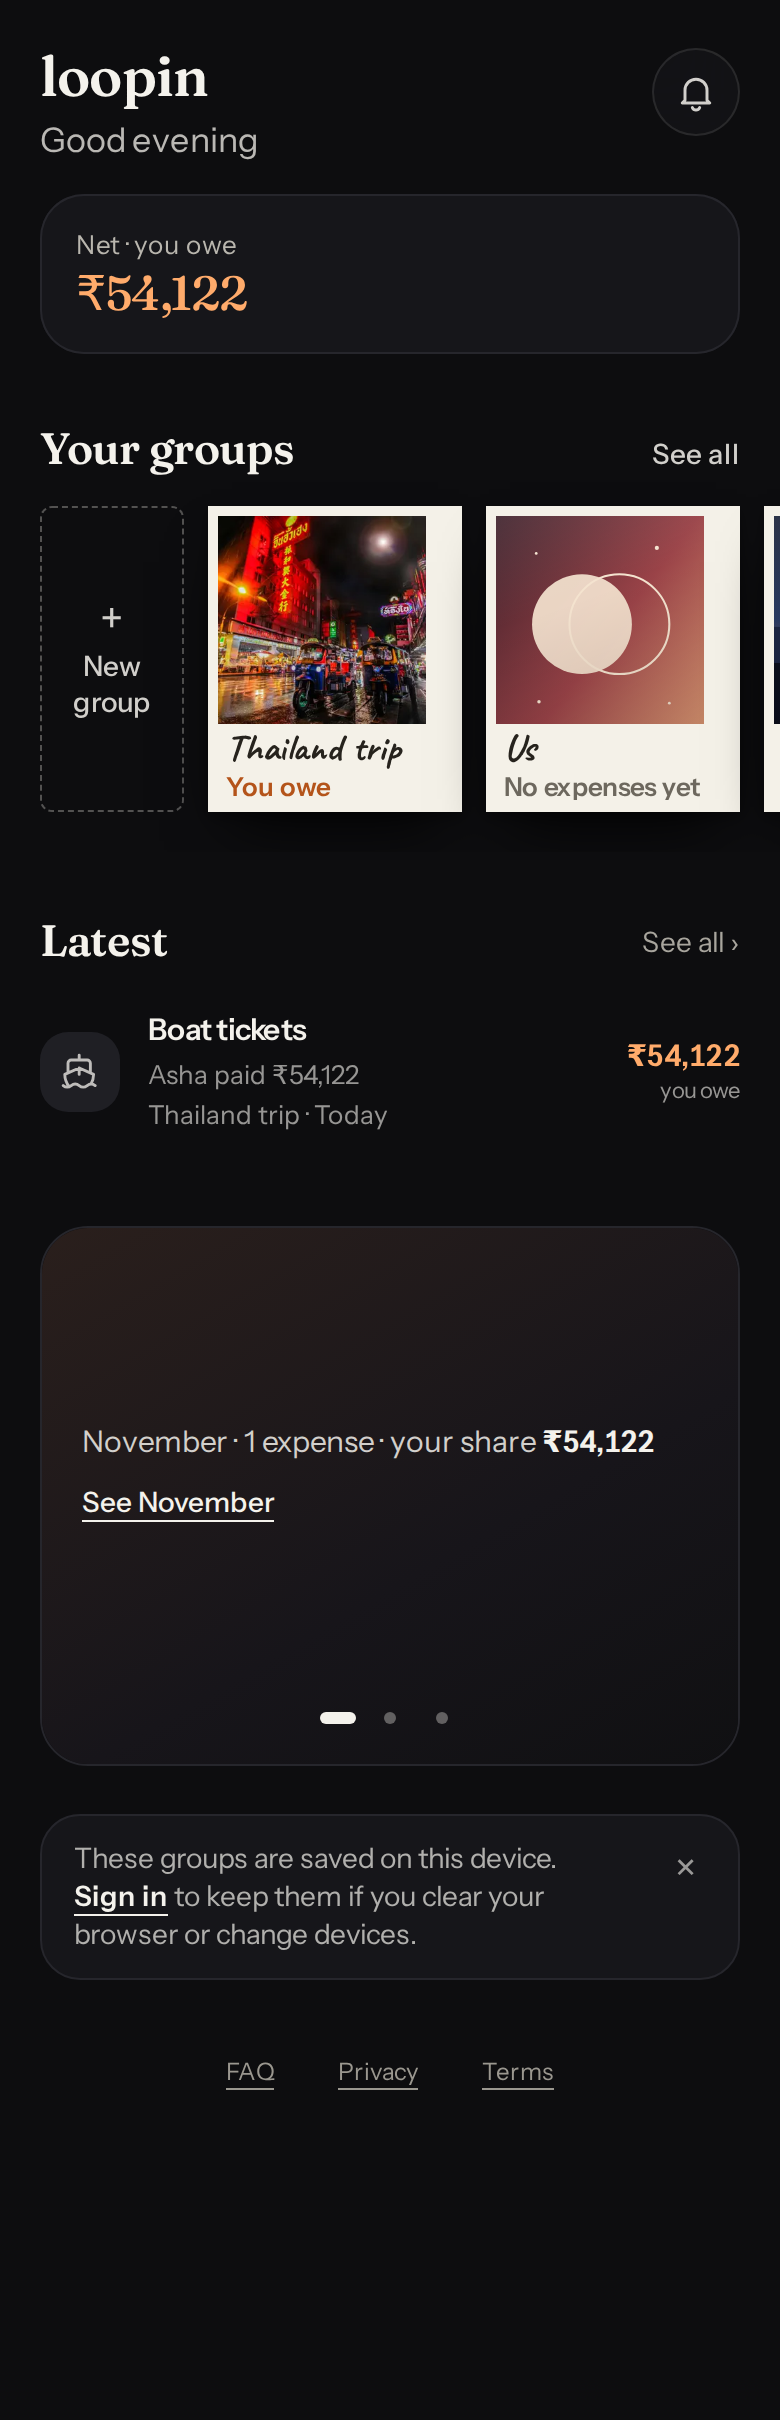 loopin
Good evening
Net · you owe
₹54,122
Your groups
See all
+
New
group
Thailand trip
You owe
Us
No expenses yet
Latest
See all ›
Boat tickets
Asha paid ₹54,122
Thailand trip · Today
₹54,122
you owe
November · 1 expense · your share ₹54,122
See November
These groups are saved on this device.
Sign in to keep them if you clear your
browser or change devices.
×
FAQ
Privacy
Terms